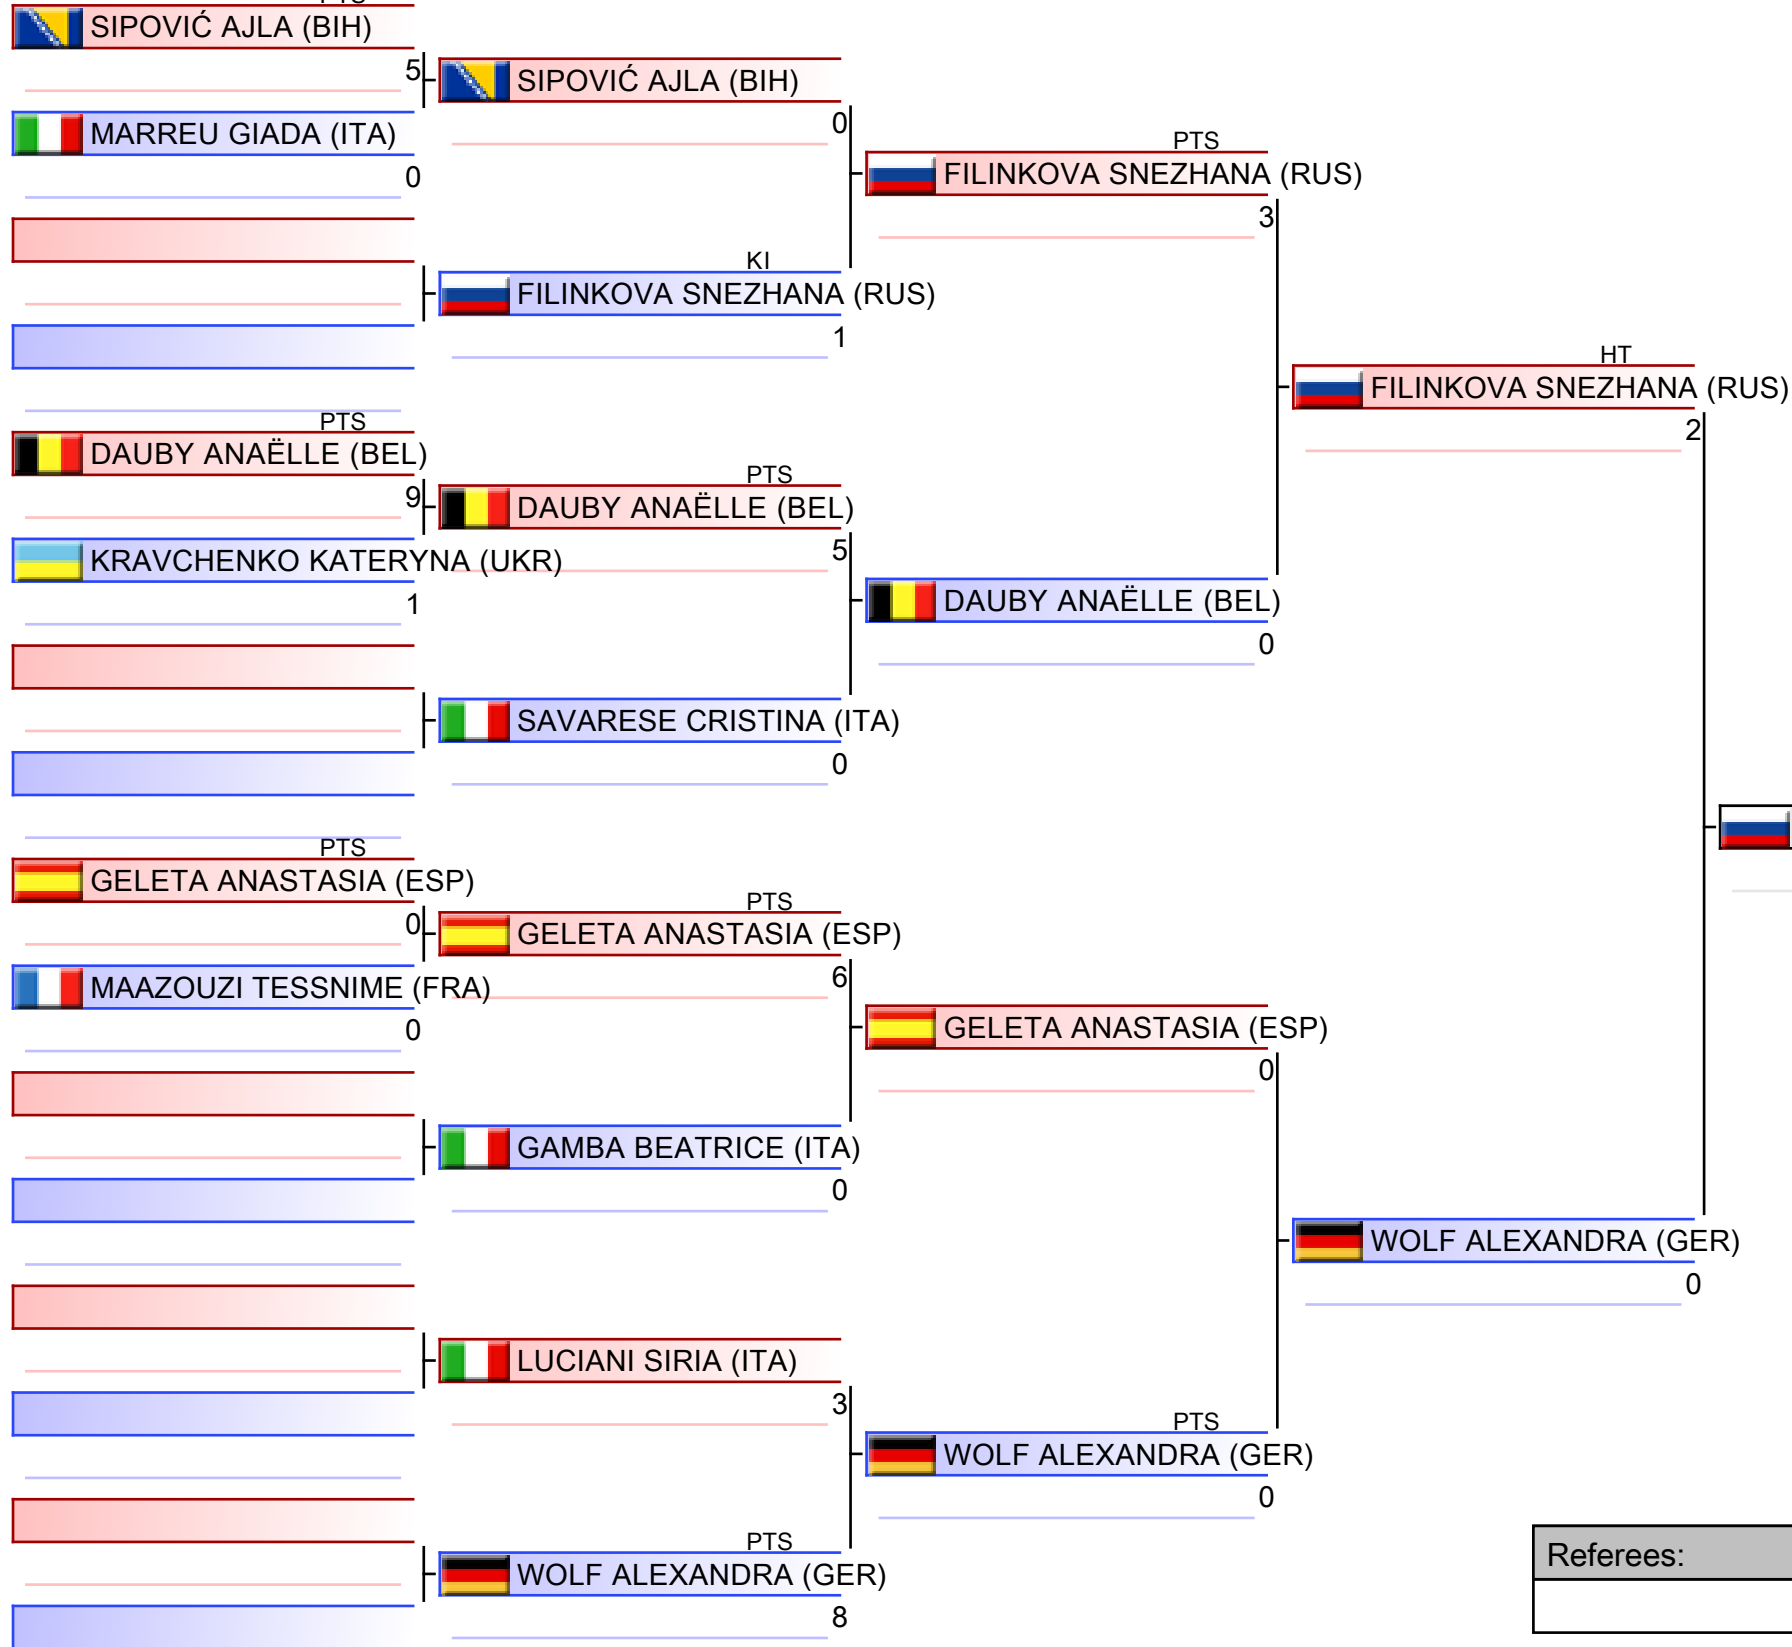 PTS
SIPOVIĆ AJLA (BIH)
5
MARREU GIADA (ITA)
0
PTS
DAUBY ANAËLLE (BEL)
9
KRAVCHENKO KATERYNA (UKR)
1
PTS
GELETA ANASTASIA (ESP)
0
MAAZOUZI TESSNIME (FRA)
0
SIPOVIĆ AJLA (BIH)
0
KI
FILINKOVA SNEZHANA (RUS)
1
PTS
DAUBY ANAËLLE (BEL)
5
SAVARESE CRISTINA (ITA)
0
PTS
GELETA ANASTASIA (ESP)
6
GAMBA BEATRICE (ITA)
0
LUCIANI SIRIA (ITA)
3
PTS
WOLF ALEXANDRA (GER)
8
PTS
FILINKOVA SNEZHANA (RUS)
3
DAUBY ANAËLLE (BEL)
0
GELETA ANASTASIA (ESP)
0
PTS
WOLF ALEXANDRA (GER)
0
HT
FILINKOVA SNEZHANA (RUS)
2
WOLF ALEXANDRA (GER)
0
Referees: